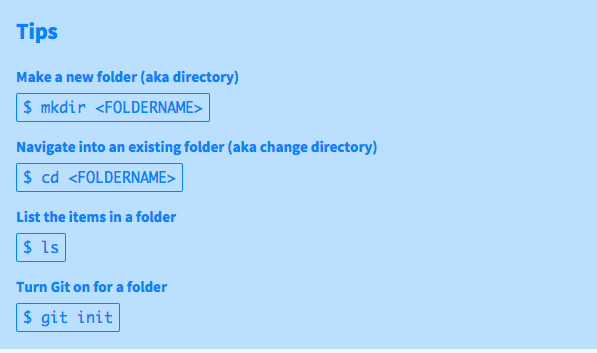 Tips
Make a new folder (aka directory)
$ mkdir <FOLDERNAME>
Navigate into an existing folder (aka change directory)
$ cd <FOLDERNAME>
List the items in a folder
$ ls
Turn Git on for a folder
$ git init